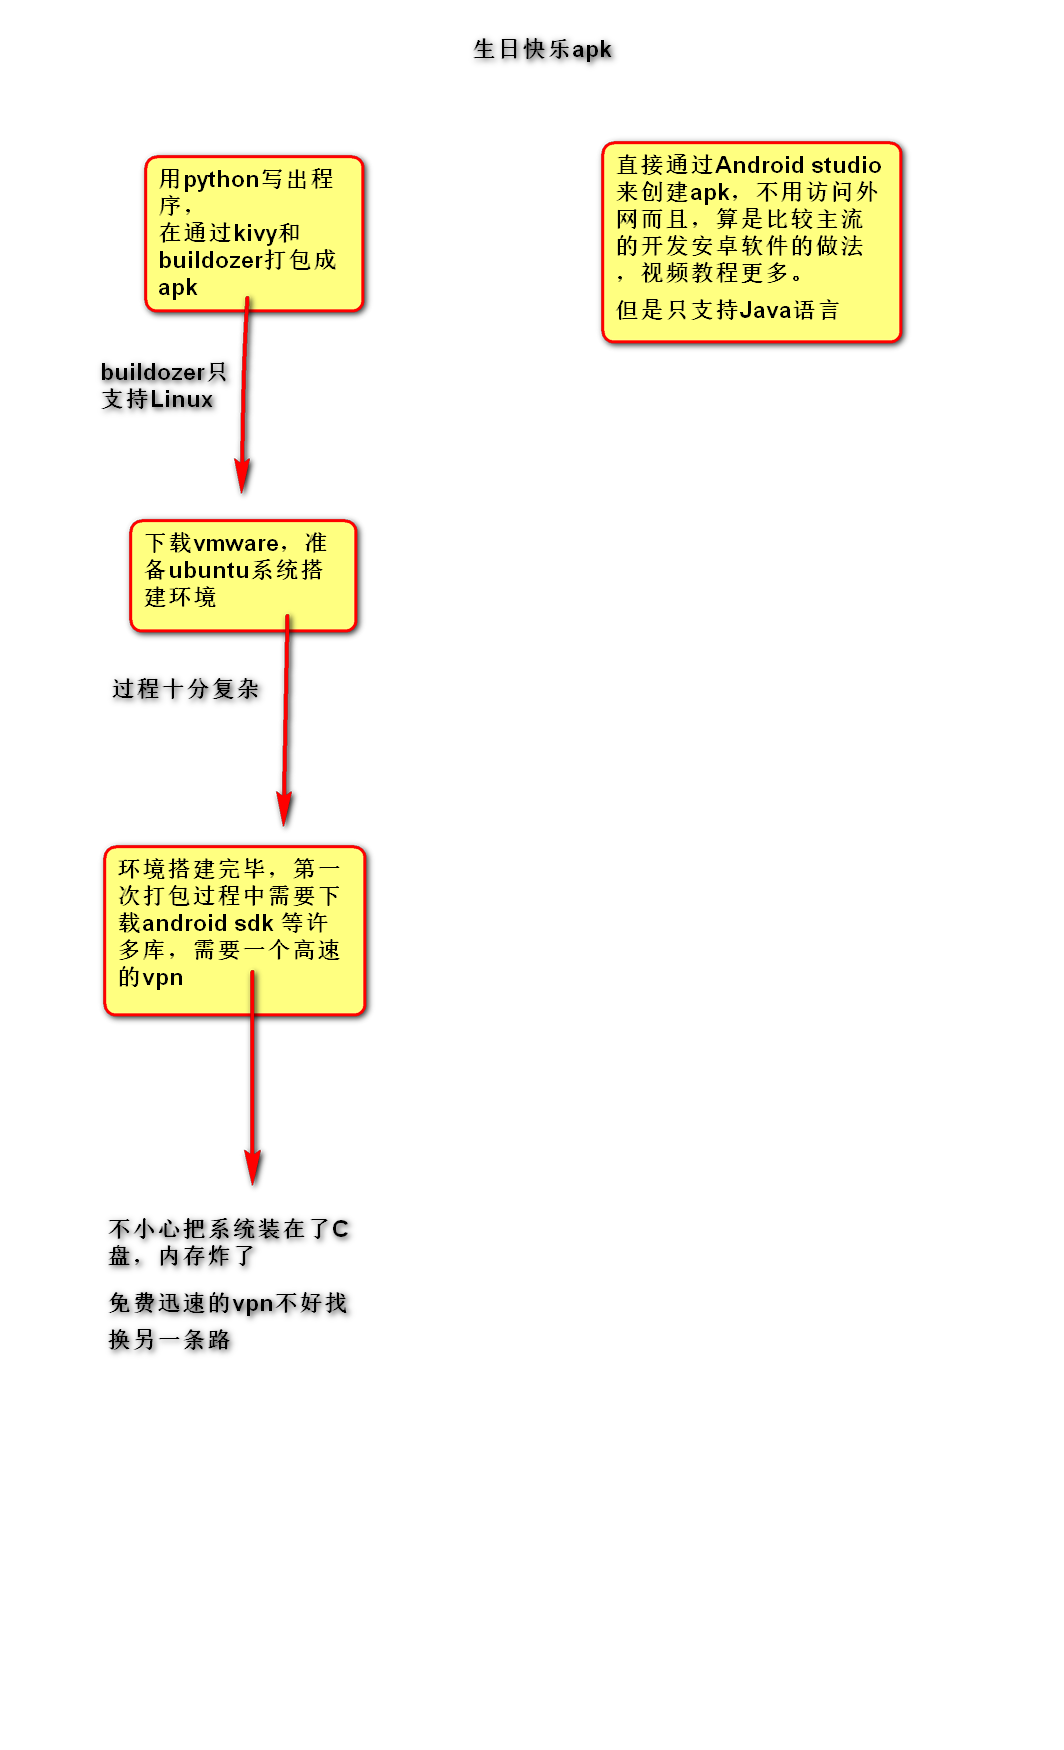 生日快乐apk
用python写出程
序，
在通过kivy和
buildozer打包成
apk
buildozer只
支持Linux
下载vmware，准
备ubuntu系统搭
建环境
过程十分复杂
环境搭建完毕，第一
次打包过程中需要下
载android sdk 等许
多库，需要一个高速
的vpn
不小心把系统装在了C
盘，内存炸了
免费迅速的vpn不好找
换另一条路
直接通过Android studio
来创建apk，不用访问外
网而且，算是比较主流
的开发安卓软件的做法
，视频教程更多。
但是只支持Java语言